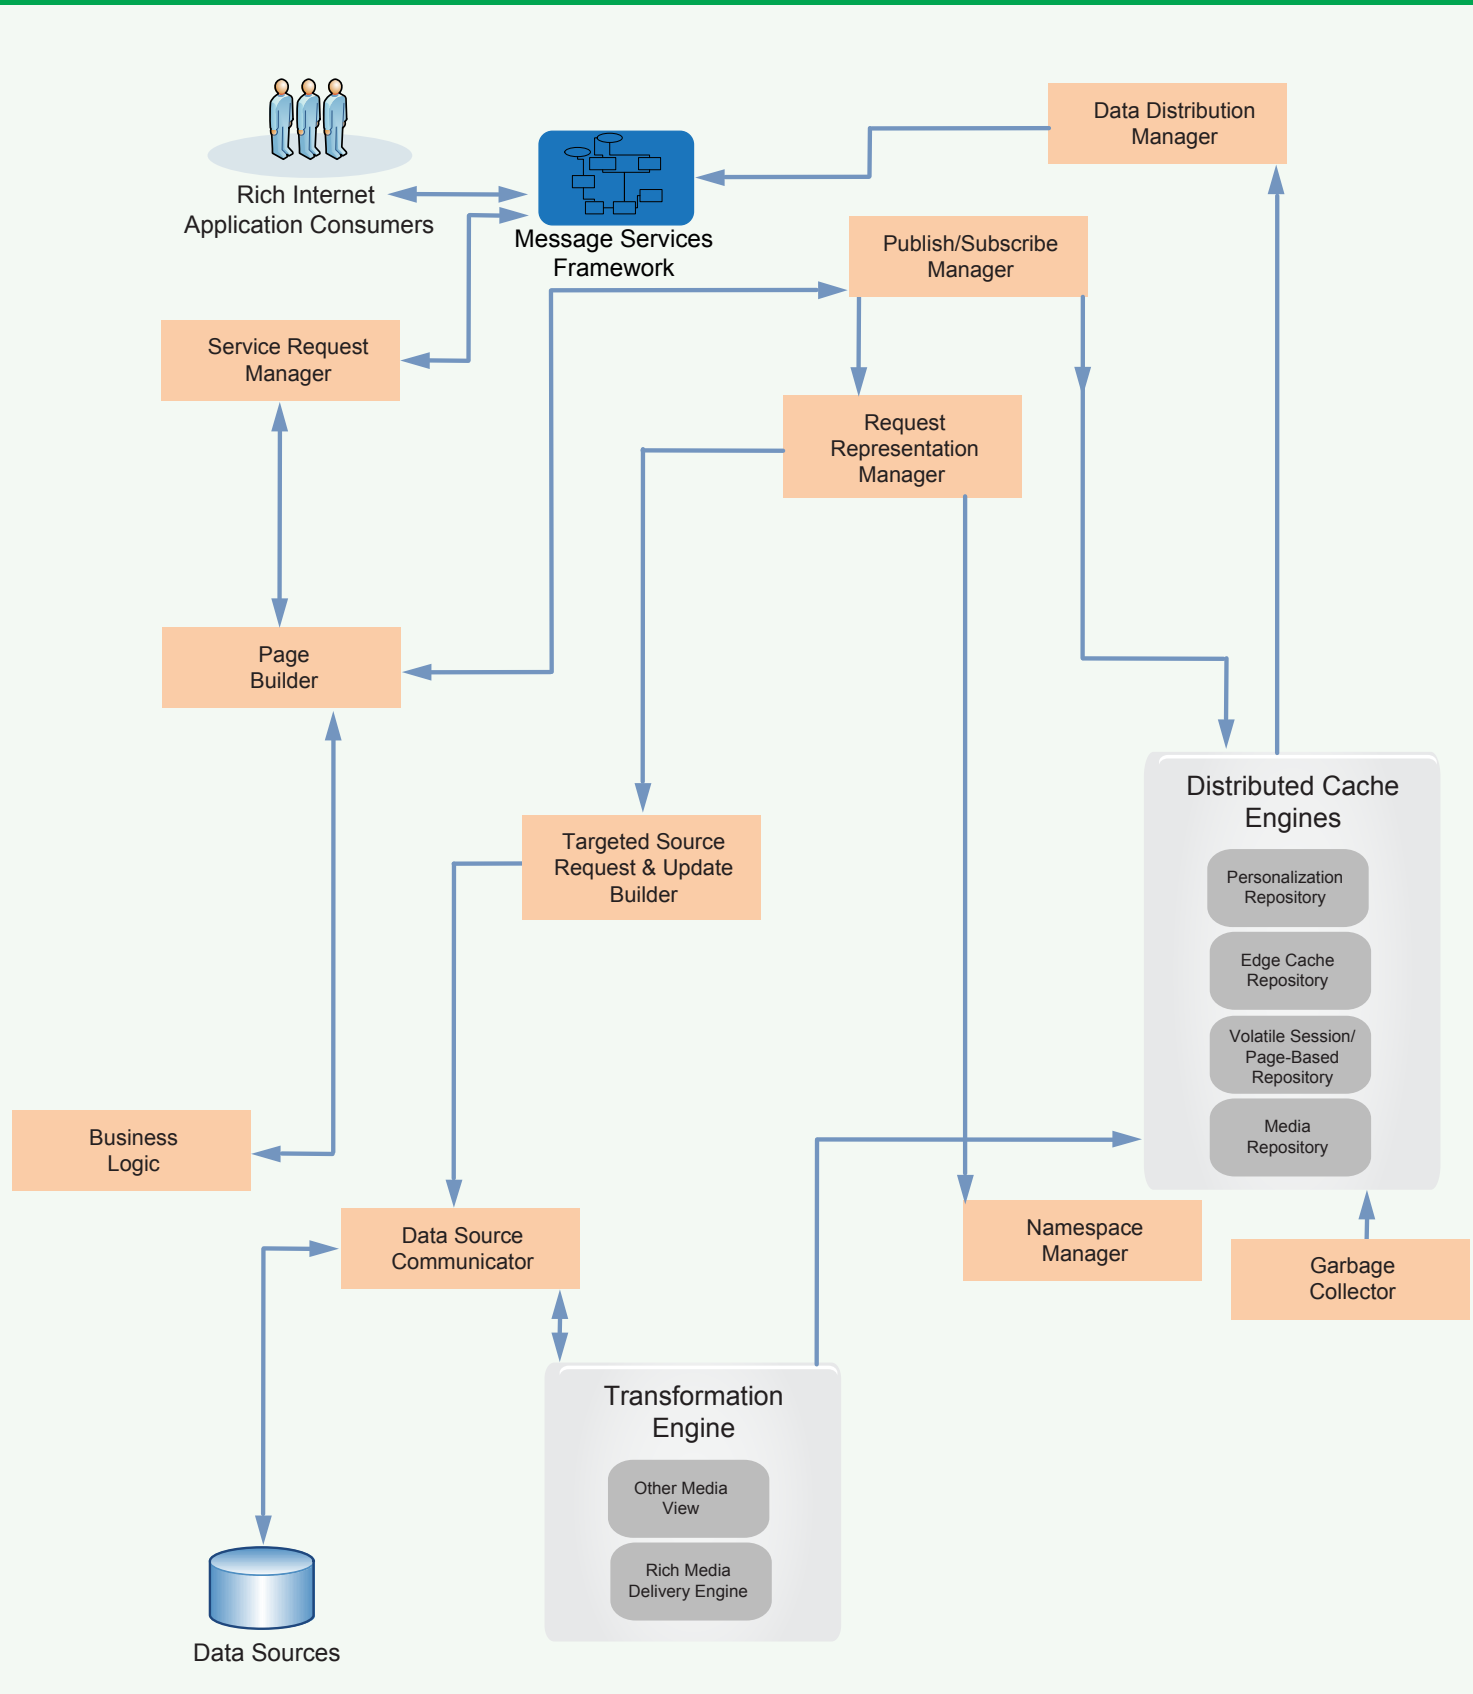 Data Distribution
Manager
Rich Internet
Application Consumers
Message Services
Framework
Publish/Subscribe
Manager
Service Request
Manager
Request
Representation
Manager
Page
Builder
Distributed Cache
Engines
Personalization
Repository
Edge Cache
Repository
Volatile Session/
Page-Based
Repository
Media
Repository
Targeted Source
Request & Update
Builder
Business
Logic
Data Source
Communicator
Namespace
Manager
Garbage
Collector
Transformation
Engine
Other Media
View
Rich Media
Delivery Engine
Data Sources